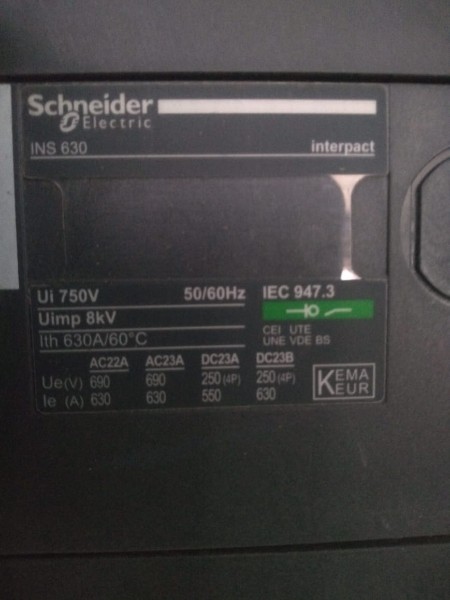 Schneider
Electric
INS 630 interpact
Ui 750V 50/60Hz IEC 947.3
Uimp 8kV
Ith 630A/60°C
CEI UTE
UNE VDE BS
AC22A AC23A DC23A DC23B
Ue(V) 690 690 250 (4P) 250 (4P)
Ie (A) 630 630 550 630
KEMA
KEUR